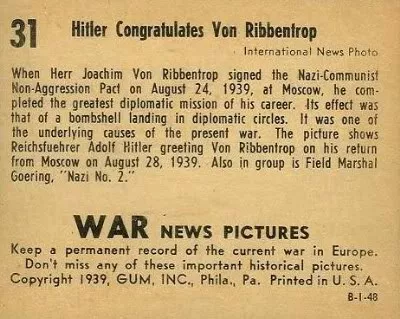 31 Hitler Congratulates Von Ribbentrop
International News Photo
When Herr Joachim Von Ribbentrop signed the Nazi-Communist
Non-Aggression Pact on August 24, 1939, at Moscow, he com-
pleted the greatest diplomatic mission of his career. Its effect was
that of a bombshell landing in diplomatic circles. It was one of
the underlying causes of the present war. The picture shows
Reichsfuehrer Adolf Hitler greeting Von Ribbentrop on his return
from Moscow on August 28, 1939. Also in group is Field Marshal
Goering, "Nazi No. 2."
WAR NEWS PICTURES
Keep a permanent record of the current war in Europe.
Don't miss any of these important historical pictures.
Copyright 1939, GUM, INC., Phila., Pa. Printed in U. S. A.
B-1-48